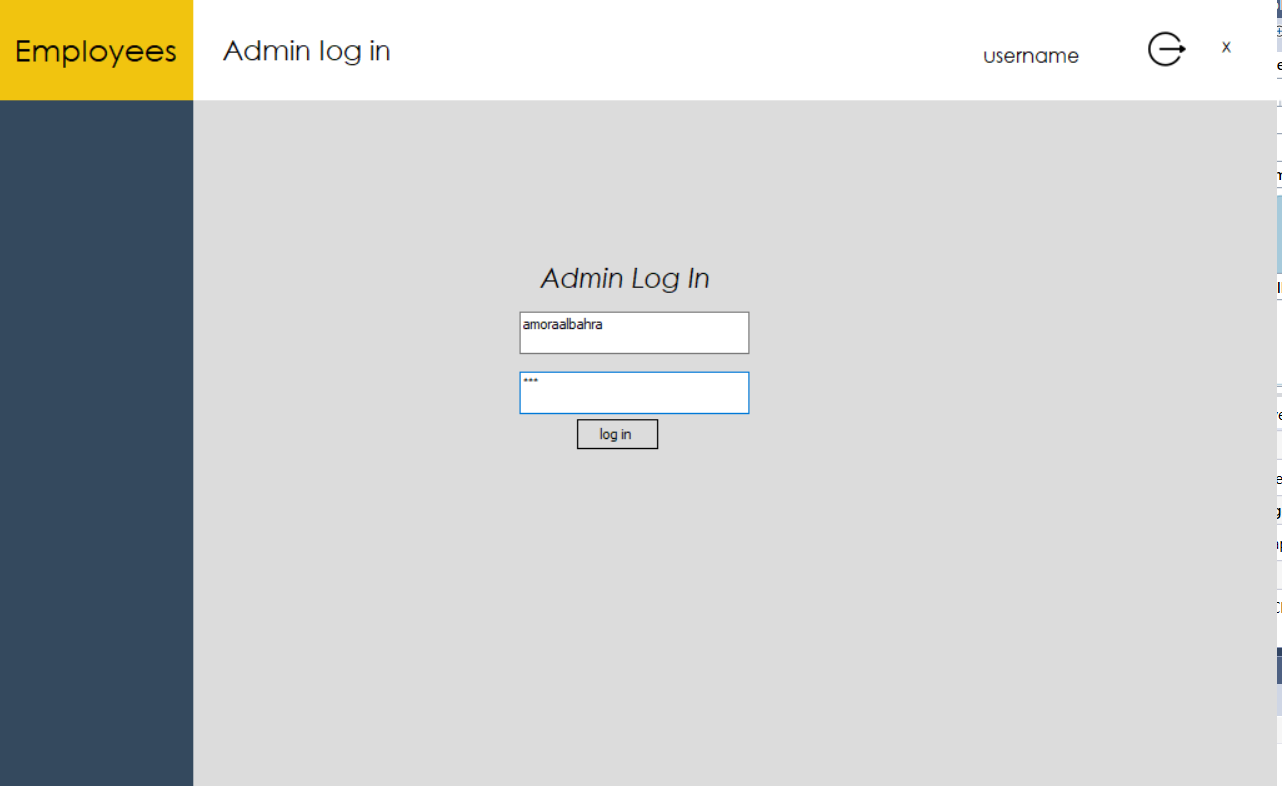 Employees
Admin log in
username
x
Admin Log In
amoraalbahra
***
log in